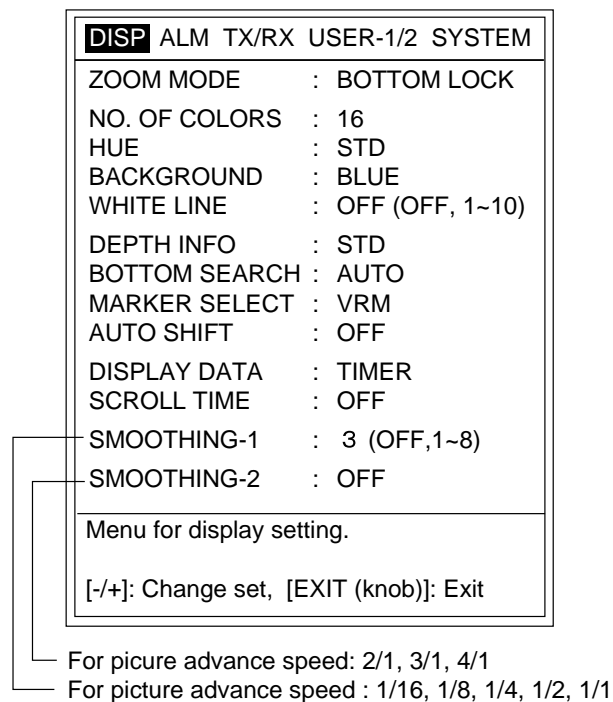 DISP ALM TX/RX USER-1/2 SYSTEM
ZOOM MODE : BOTTOM LOCK
NO. OF COLORS : 16
HUE : STD
BACKGROUND : BLUE
WHITE LINE : OFF (OFF, 1~10)
DEPTH INFO : STD
BOTTOM SEARCH : AUTO
MARKER SELECT : VRM
AUTO SHIFT : OFF
DISPLAY DATA : TIMER
SCROLL TIME : OFF
SMOOTHING-1 : 3 (OFF,1~8)
SMOOTHING-2 : OFF
Menu for display setting.
[-/+]: Change set, [EXIT (knob)]: Exit
For picure advance speed: 2/1, 3/1, 4/1
For picture advance speed : 1/16, 1/8, 1/4, 1/2, 1/1